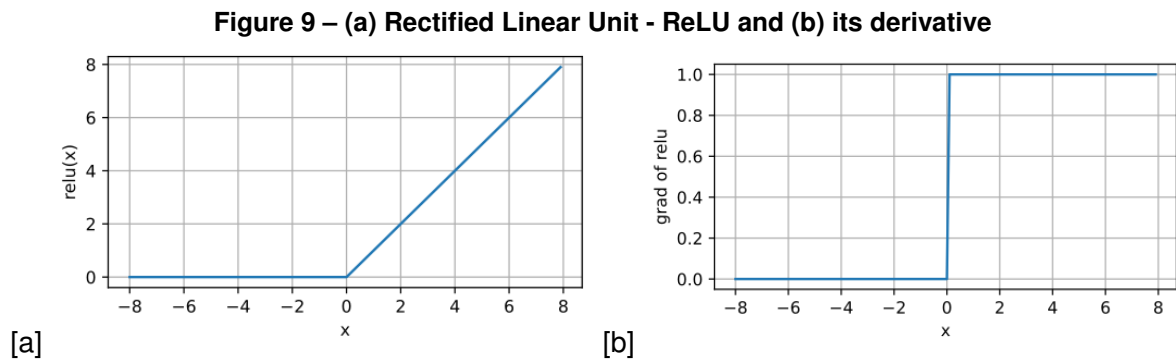 Figure 9 – (a) Rectified Linear Unit - ReLU and (b) its derivative
8
6
4
2
0
relu(x)
−8 −6 −4 −2 0 2 4 6 8
x
[a]
1.0
0.8
0.6
0.4
0.2
0.0
grad of relu
−8 −6 −4 −2 0 2 4 6 8
x
[b]